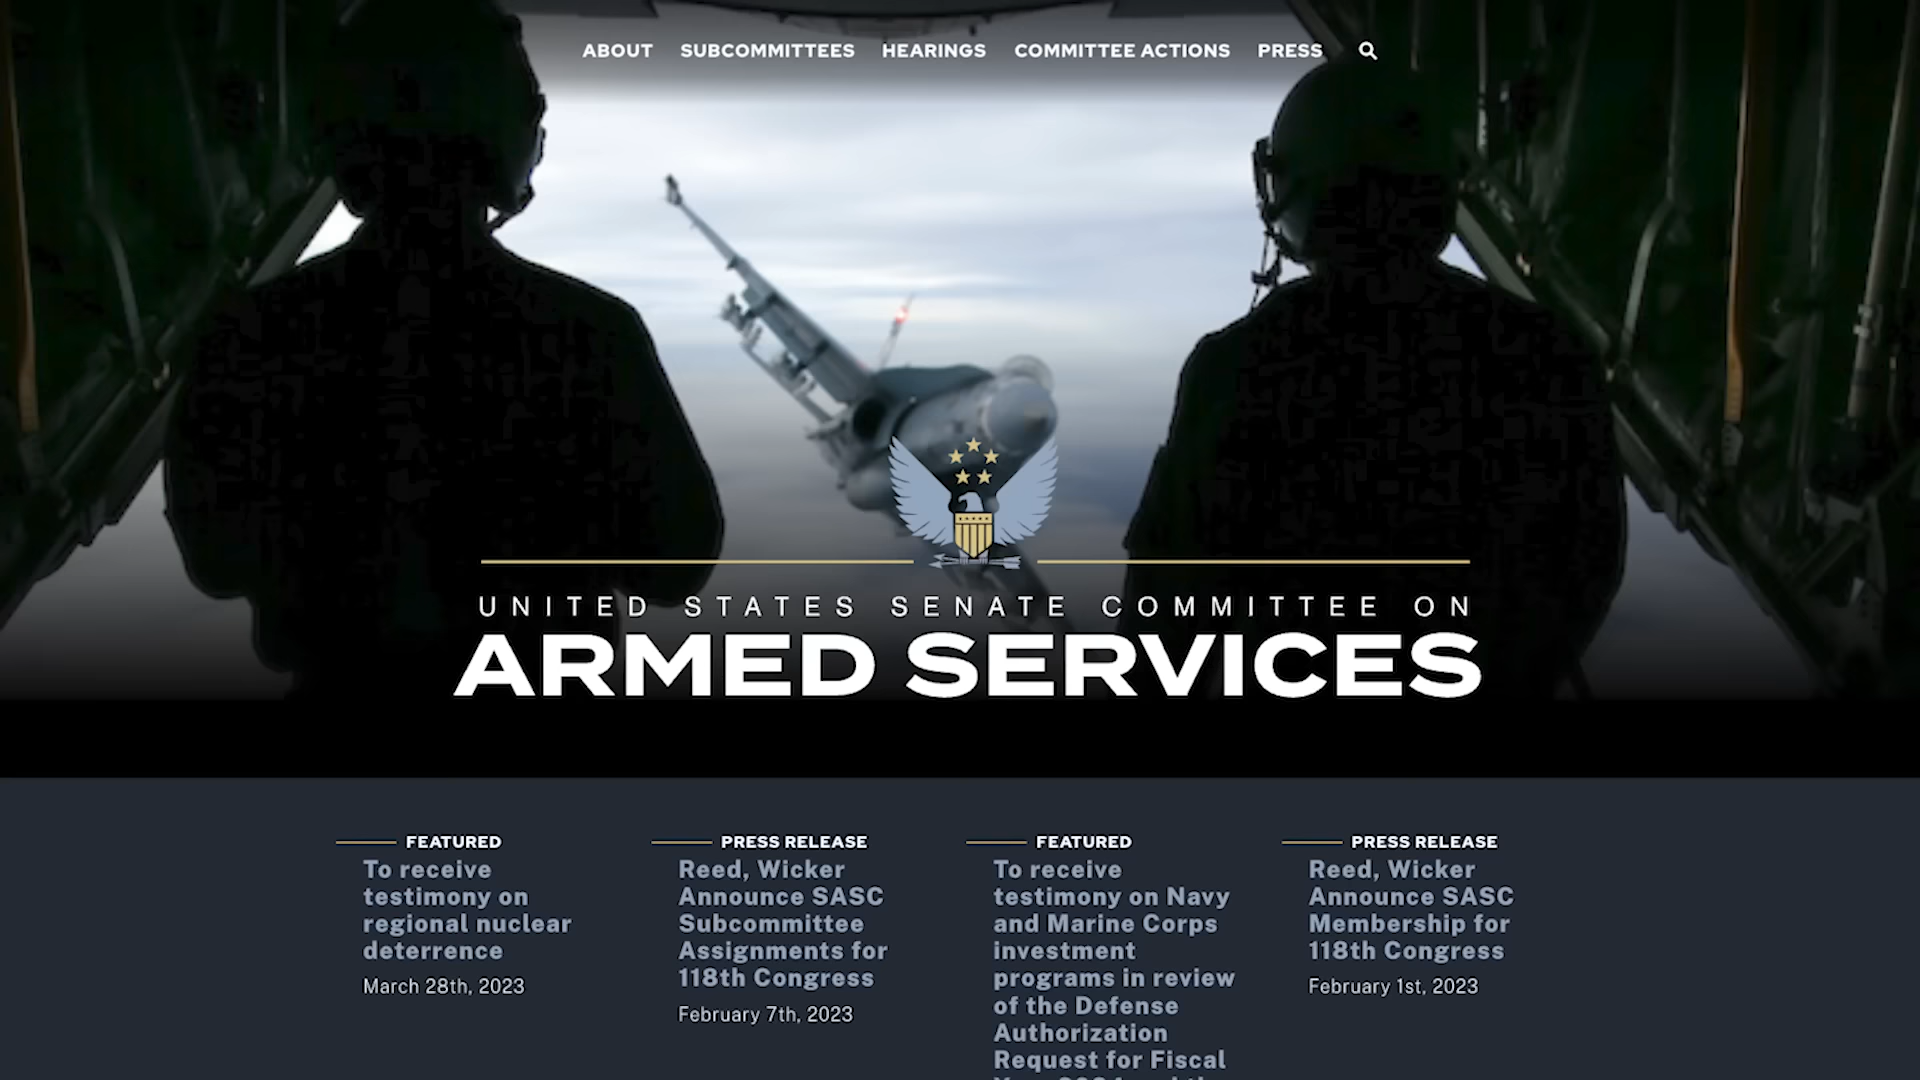 ABOUT SUBCOMMITTEES HEARINGS COMMITTEE ACTIONS PRESS
UNITED STATES SENATE COMMITTEE ON
ARMED SERVICES
FEATURED
To receive
testimony on
regional nuclear
deterrence
March 28th, 2023
PRESS RELEASE
Reed, Wicker
Announce SASC
Subcommittee
Assignments for
118th Congress
February 7th, 2023
FEATURED
To receive
testimony on Navy
and Marine Corps
investment
programs in review
of the Defense
Authorization
Request for Fiscal
PRESS RELEASE
Reed, Wicker
Announce SASC
Membership for
118th Congress
February 1st, 2023